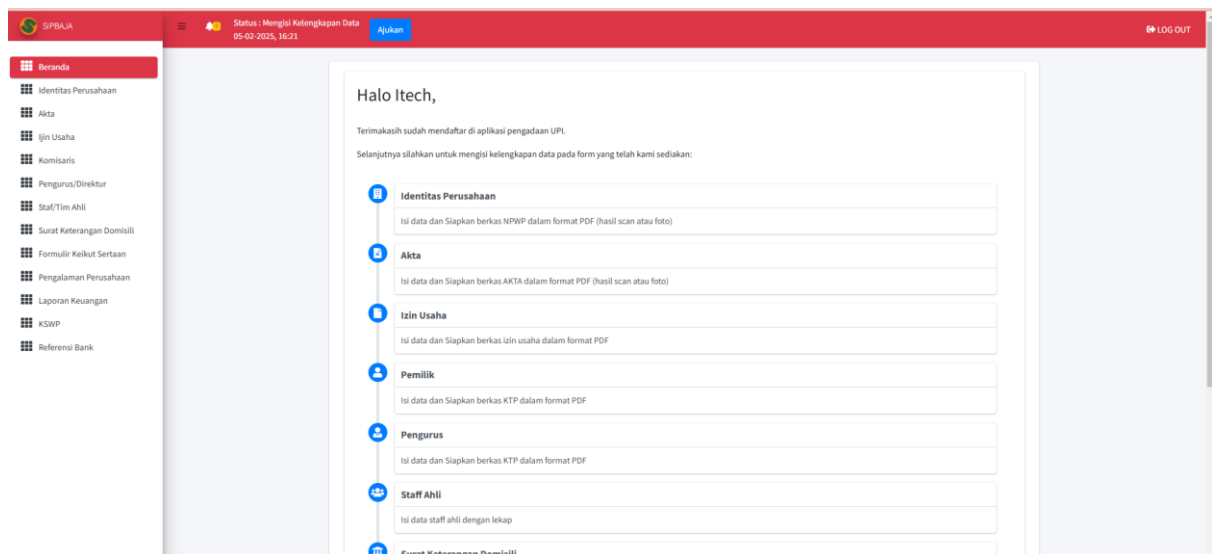 SIPBAJA
Status : Mengisi Kelengkapan Data
05-02-2025, 16:21
Ajukan
LOG OUT
Beranda
Identitas Perusahaan
Akta
Ijin Usaha
Komisaris
Pengurus/Direktur
Staf/Tim Ahli
Surat Keterangan Domisili
Formulir Keikut Sertaan
Pengalaman Perusahaan
Laporan Keuangan
KSWP
Referensi Bank
Halo Itech,
Terimakasih sudah mendaftar di aplikasi pengadaan UPI.
Selanjutnya silahkan untuk mengisi kelengkapan data pada form yang telah kami sediakan:
Identitas Perusahaan
Isi data dan Siapkan berkas NPWP dalam format PDF (hasil scan atau foto)
Akta
Isi data dan Siapkan berkas AKTA dalam format PDF (hasil scan atau foto)
Izin Usaha
Isi data dan Siapkan berkas izin usaha dalam format PDF
Pemilik
Isi data dan Siapkan berkas KTP dalam format PDF
Pengurus
Isi data dan Siapkan berkas KTP dalam format PDF
Staff Ahli
Isi data staff ahli dengan lekap
Surat Keterangan Domisili